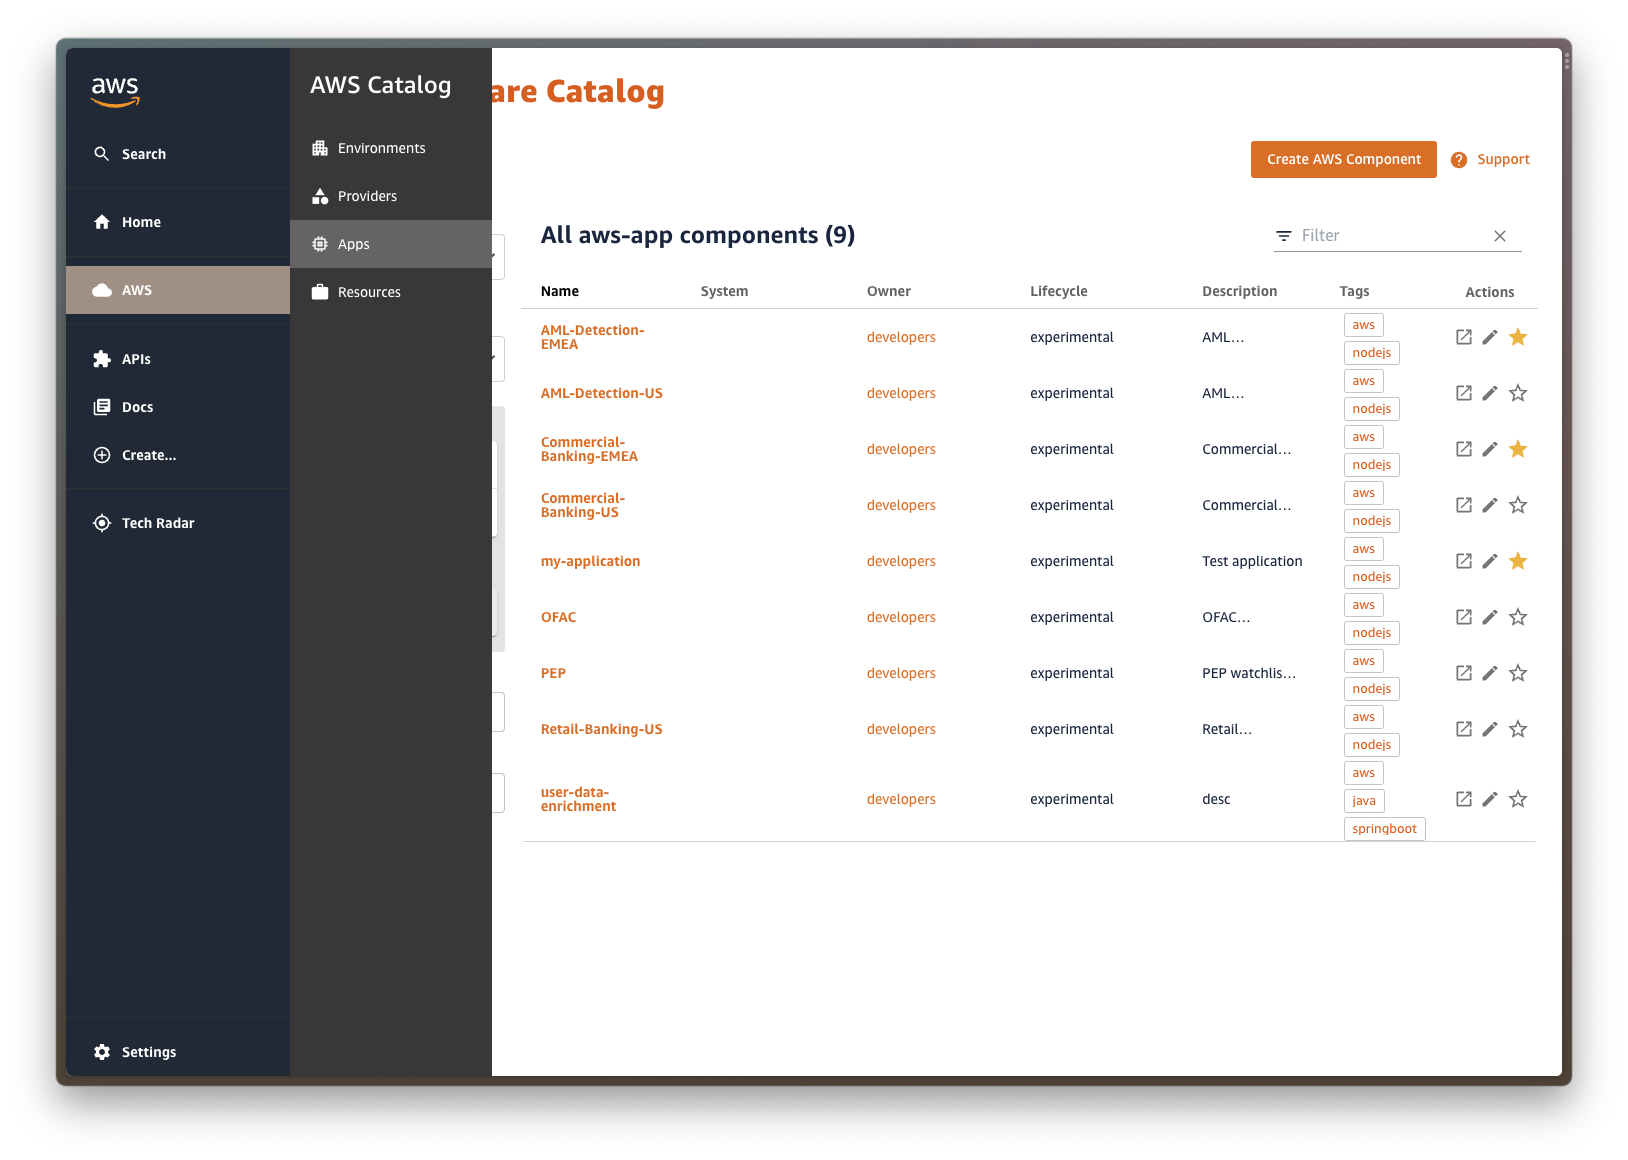 aws
Search
Home
AWS
APIs
Docs
Create...
Tech Radar
Settings
AWS Catalog
Environments
Providers
Apps
Resources
are Catalog
Create AWS Component
Support
All aws-app components (9)
Filter
Name System Owner Lifecycle Description Tags Actions
AML-Detection-
EMEA
developers experimental AML…
aws
nodejs
AML-Detection-US developers experimental AML…
aws
nodejs
Commercial-
Banking-EMEA
developers experimental Commercial…
aws
nodejs
Commercial-
Banking-US
developers experimental Commercial…
aws
nodejs
my-application developers experimental Test application
aws
nodejs
OFAC developers experimental OFAC…
aws
nodejs
PEP developers experimental PEP watchlis…
aws
nodejs
Retail-Banking-US developers experimental Retail…
aws
nodejs
user-data-
enrichment
developers experimental desc
aws
java
springboot